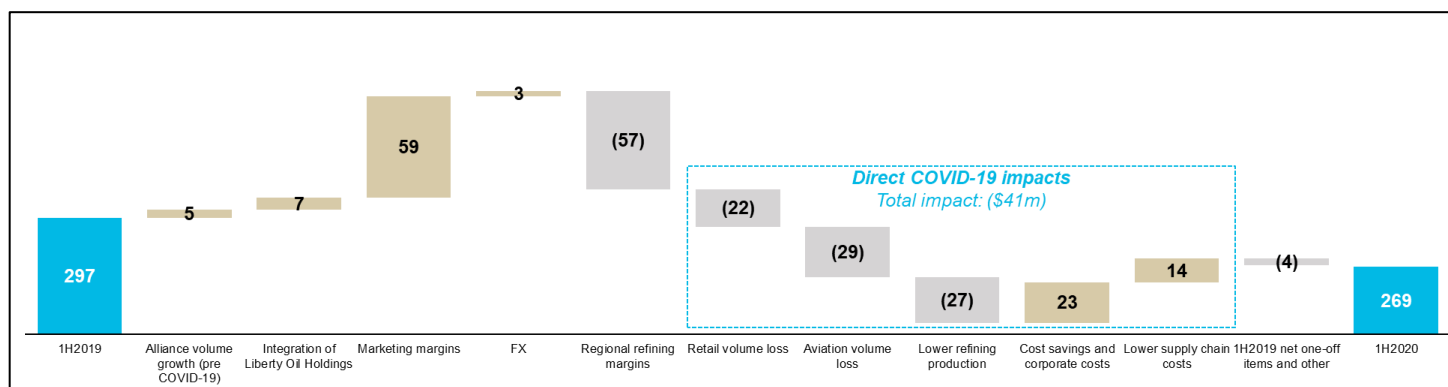 3
5
7
59
(57)
Direct COVID-19 impacts
Total impact: ($41m)
(22)
(29)
(27)
23
14
(4)
297
269
1H2019
Alliance volume
growth (pre
COVID-19)
Integration of
Liberty Oil Holdings
Marketing margins
FX
Regional refining
margins
Retail volume loss
Aviation volume
loss
Lower refining
production
Cost savings and
corporate costs
Lower supply chain
costs
1H2019 net one-off
items and other
1H2020